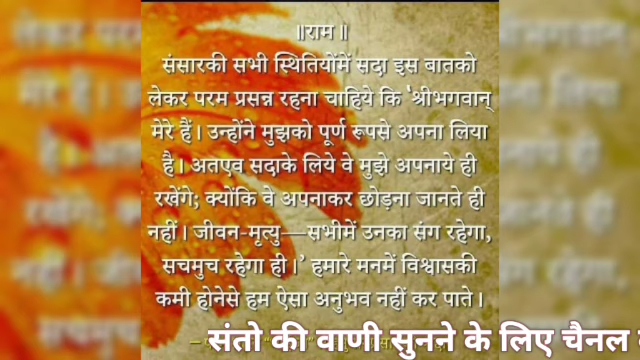 ॥राम॥
संसारकी सभी स्थितियोंमें सदा इस बातको
लेकर परम प्रसन्न रहना चाहिये कि ‘श्रीभगवान्
मेरे हैं। उन्होंने मुझको पूर्ण रूपसे अपना लिया
है। अतएव सदाके लिये वे मुझे अपनाये ही
रखेंगे; क्योंकि वे अपनाकर छोड़ना जानते ही
नहीं। जीवन-मृत्यु—सभीमें उनका संग रहेगा,
सचमुच रहेगा ही।’ हमारे मनमें विश्वासकी
कमी होनेसे हम ऐसा अनुभव नहीं कर पाते।
संतो की वाणी सुनने के लिए चैनल